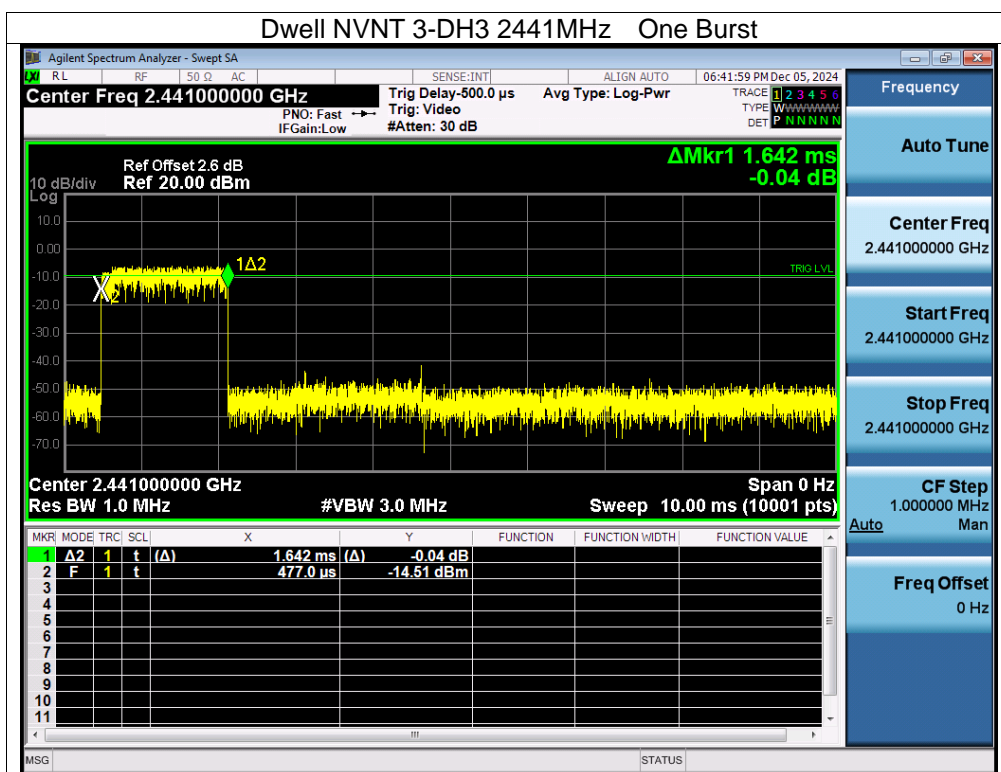 Dwell NVNT 3-DH3 2441MHz One Burst
Agilent Spectrum Analyzer - Swept SA
LXI RL RF 50 Ω AC SENSE:INT ALIGN AUTO 06:41:59 PM Dec 05, 2024
Center Freq 2.441000000 GHz
PNO: Fast
IFGain:Low
Trig Delay-500.0 µs
Trig: Video
#Atten: 30 dB
Avg Type: Log-Pwr
TRACE 1 2 3 4 5 6
TYPE WWWWWW
DET P N N N N N
Frequency
Auto Tune
Center Freq
2.441000000 GHz
Start Freq
2.441000000 GHz
Stop Freq
2.441000000 GHz
CF Step
1.000000 MHz
Auto Man
Freq Offset
0 Hz
ΔMkr1 1.642 ms
-0.04 dB
Ref Offset 2.6 dB
10 dB/div Ref 20.00 dBm
Log
10.0
0.00
-10.0
-20.0
-30.0
-40.0
-50.0
-60.0
-70.0
1Δ2
2
TRIG LVL
Center 2.441000000 GHz Span 0 Hz
Res BW 1.0 MHz #VBW 3.0 MHz Sweep 10.00 ms (10001 pts)
MKR MODE TRC SCL X Y FUNCTION FUNCTION WIDTH FUNCTION VALUE
1 Δ2 1 t (Δ) 1.642 ms (Δ) -0.04 dB
2 F 1 t 477.0 µs -14.51 dBm
3
4
5
6
7
8
9
10
11
MSG STATUS